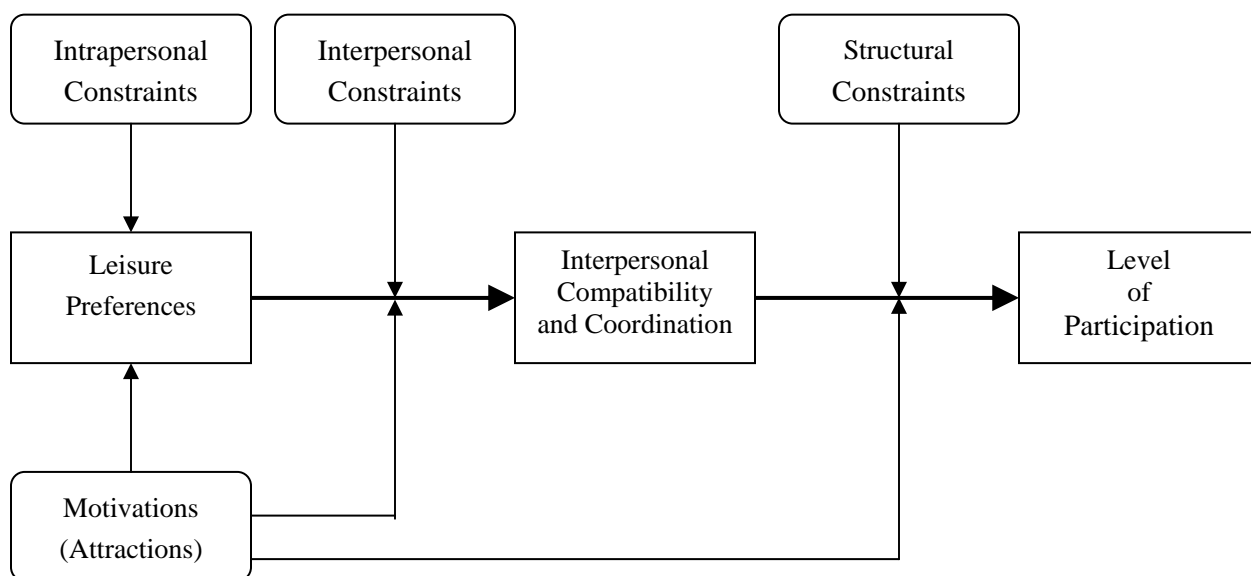 Intrapersonal
Constraints
Interpersonal
Constraints
Structural
Constraints
Leisure
Preferences
Interpersonal
Compatibility
and Coordination
Level
of
Participation
Motivations
(Attractions)